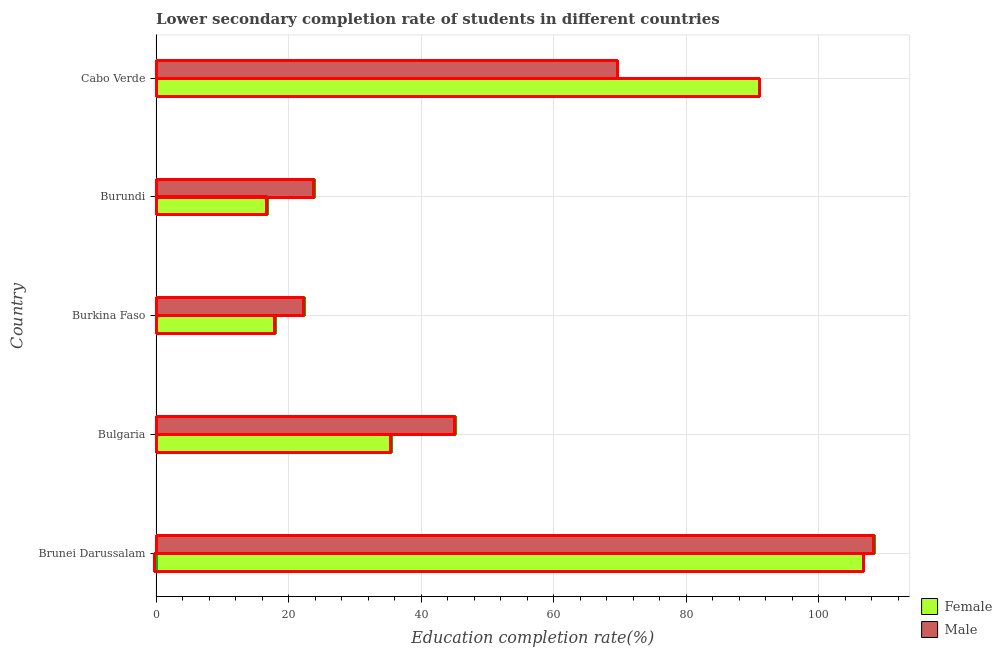 Lower secondary completion rate of students in different countries
Cabo Verde
Burundi
Burkina Faso
Bulgaria
Brunei Darussalam
Country
0 20 40 60 80 100
Education completion rate(%)
Female
Male